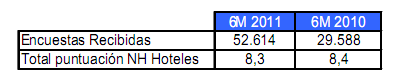 6M 2011 6M 2010
Encuestas Recibidas 52.614 29.588
Total puntuación NH Hoteles 8,3 8,4